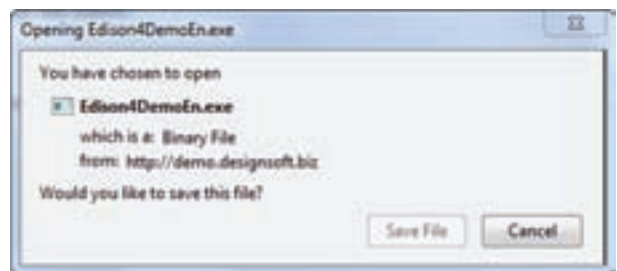 Opening Edison4DemoEn.exe
You have chosen to open
Edison4DemoEn.exe
which is a: Binary File
from: http://demo.designsoft.biz
Would you like to save this file?
Save File Cancel